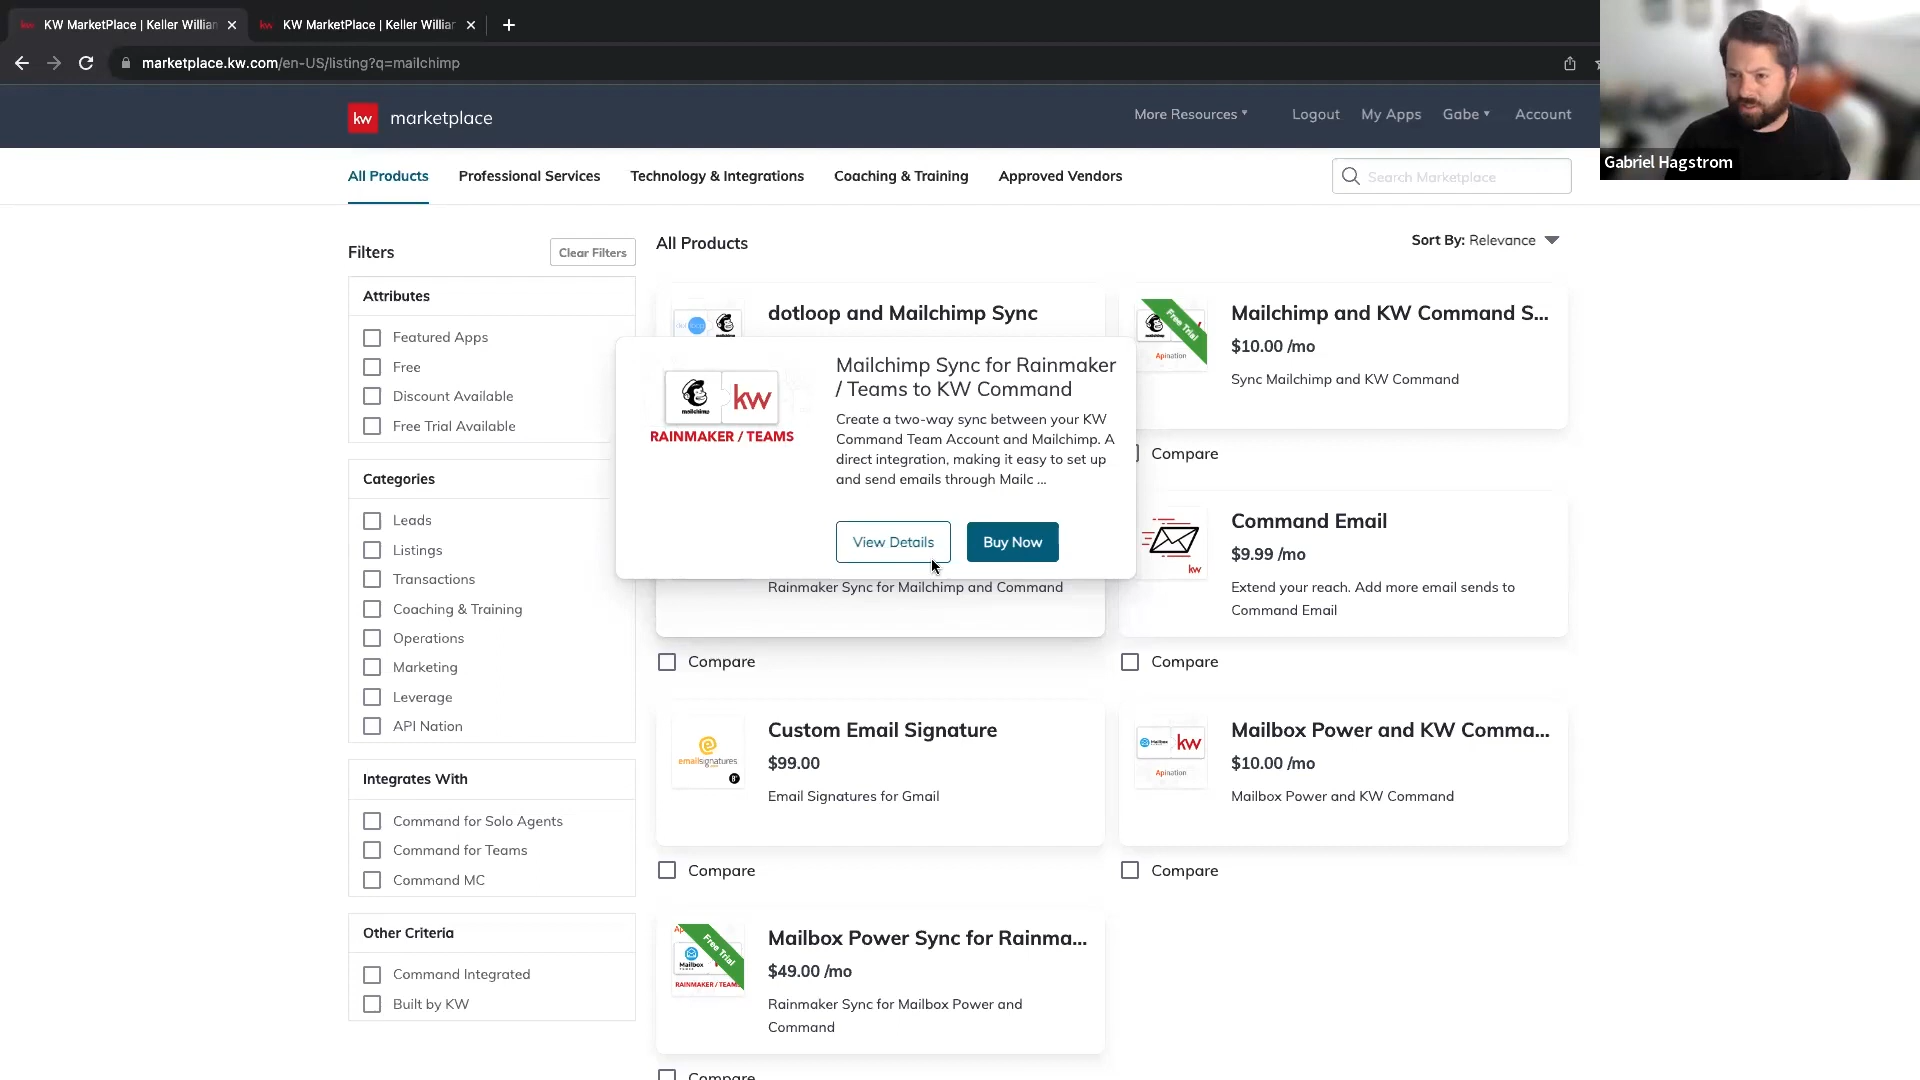 KW MarketPlace | Keller Willian
KW MarketPlace | Keller Willian
marketplace.kw.com/en-US/listing?q=mailchimp
kw marketplace
More Resources
Logout
My Apps
Gabe
Account
Gabriel Hagstrom
All Products
Professional Services
Technology & Integrations
Coaching & Training
Approved Vendors
Search Marketplace
Filters
Clear Filters
Attributes
Featured Apps
Free
Discount Available
Free Trial Available
Categories
Leads
Listings
Transactions
Coaching & Training
Operations
Marketing
Leverage
API Nation
Integrates With
Command for Solo Agents
Command for Teams
Command MC
Other Criteria
Command Integrated
Built by KW
All Products
Sort By: Relevance
dotloop and Mailchimp Sync
Free Trial
Apination
Mailchimp and KW Command S...
$10.00 /mo
Sync Mailchimp and KW Command
Compare
mailchimp
kw
RAINMAKER / TEAMS
Mailchimp Sync for Rainmaker
/ Teams to KW Command
Create a two-way sync between your KW
Command Team Account and Mailchimp. A
direct integration, making it easy to set up
and send emails through Mailc ...
View Details
Buy Now
Rainmaker Sync for Mailchimp and Command
Compare
kw
Command Email
$9.99 /mo
Extend your reach. Add more email sends to
Command Email
Compare
emailsignatures
Custom Email Signature
$99.00
Email Signatures for Gmail
Compare
Mailbox
kw
Apination
Mailbox Power and KW Comma...
$10.00 /mo
Mailbox Power and KW Command
Compare
Free Trial
Mailbox
RAINMAKER / TEAMS
Mailbox Power Sync for Rainma...
$49.00 /mo
Rainmaker Sync for Mailbox Power and
Command
Compare